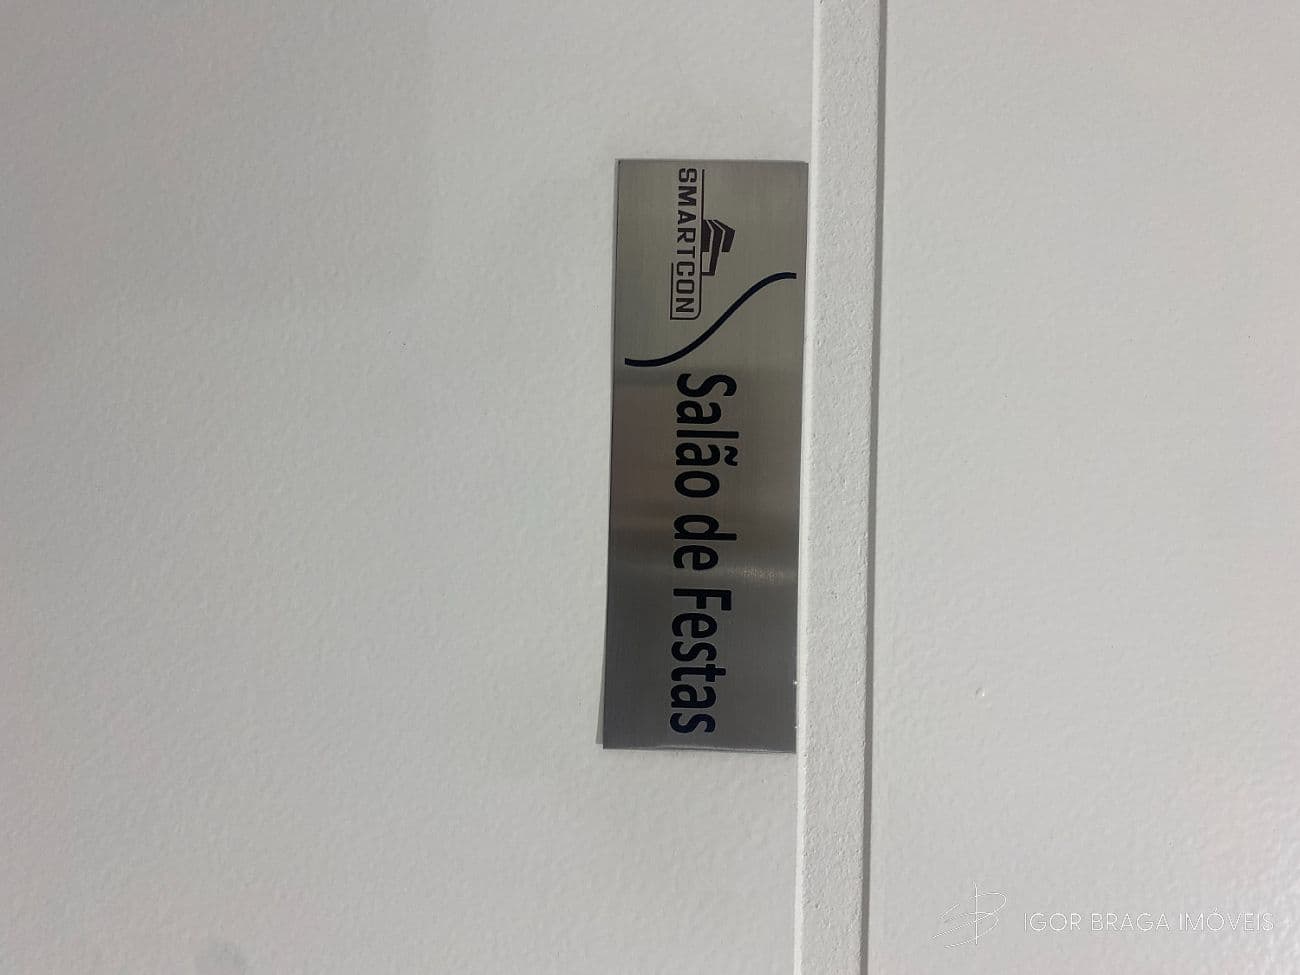 SMARTCON
Salão de Festas
IGOR BRAGA IMÓVEIS